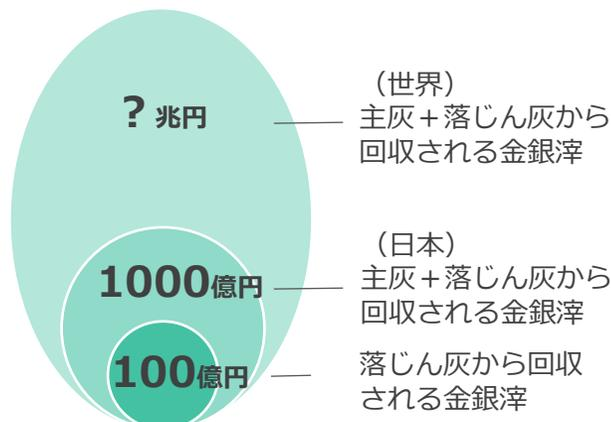 ? 兆円
（世界）
主灰＋落じん灰から
回収される金銀滓
1000億円
（日本）
主灰＋落じん灰から
回収される金銀滓
100億円
落じん灰から回収
される金銀滓